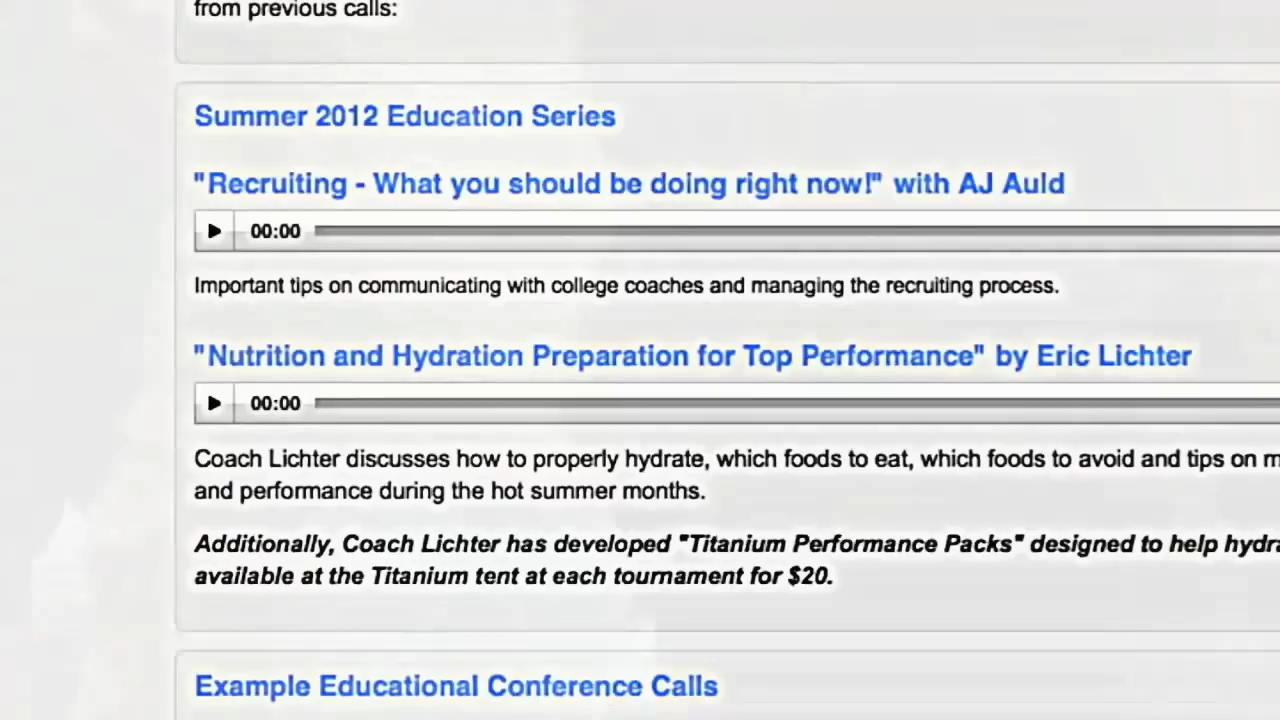 from previous calls:
Summer 2012 Education Series
"Recruiting - What you should be doing right now!" with AJ Auld
00:00
Important tips on communicating with college coaches and managing the recruiting process.
"Nutrition and Hydration Preparation for Top Performance" by Eric Lichter
00:00
Coach Lichter discusses how to properly hydrate, which foods to eat, which foods to avoid and tips on
and performance during the hot summer months.
Additionally, Coach Lichter has developed "Titanium Performance Packs" designed to help
available at the Titanium tent at each tournament for $20.
Example Educational Conference Calls